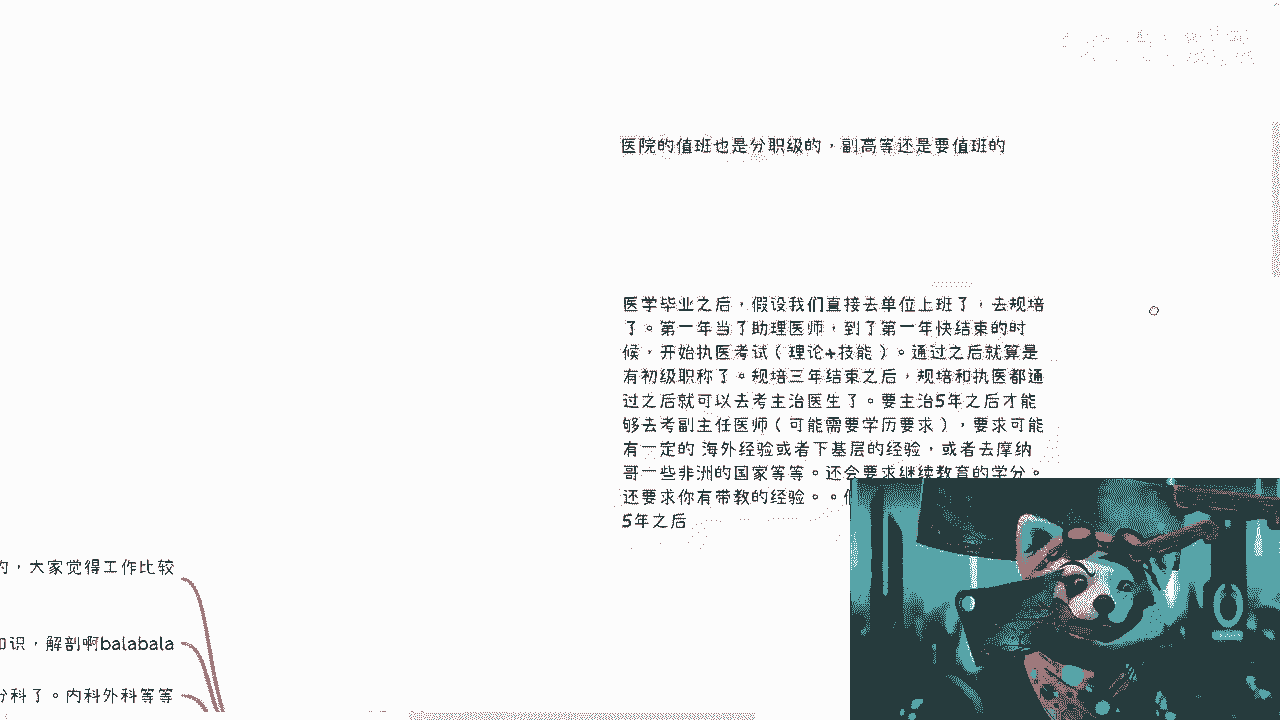 医院的值班也是分职级的，副高等还是要值班的
医学毕业之后，假设我们直接去单位上班了，去规培
了。第一年当了助理医师，到了第一年快结束的时
候，开始执医考试（理论+技能）。通过之后就算是
有初级职称了。规培三年结束之后，规培和执医都通
过之后就可以去考主治医生了。要主治5年之后才能
够去考副主任医师（可能需要学历要求），要求可能
有一定的 海外经验或者下基层的经验，或者去摩纳
哥一些非洲的国家等等。还会要求继续教育的学分。
还要求你有带教的经验。。
5年之后
，大家觉得工作比较
识，解剖啊balabala
科了。内科外科等等